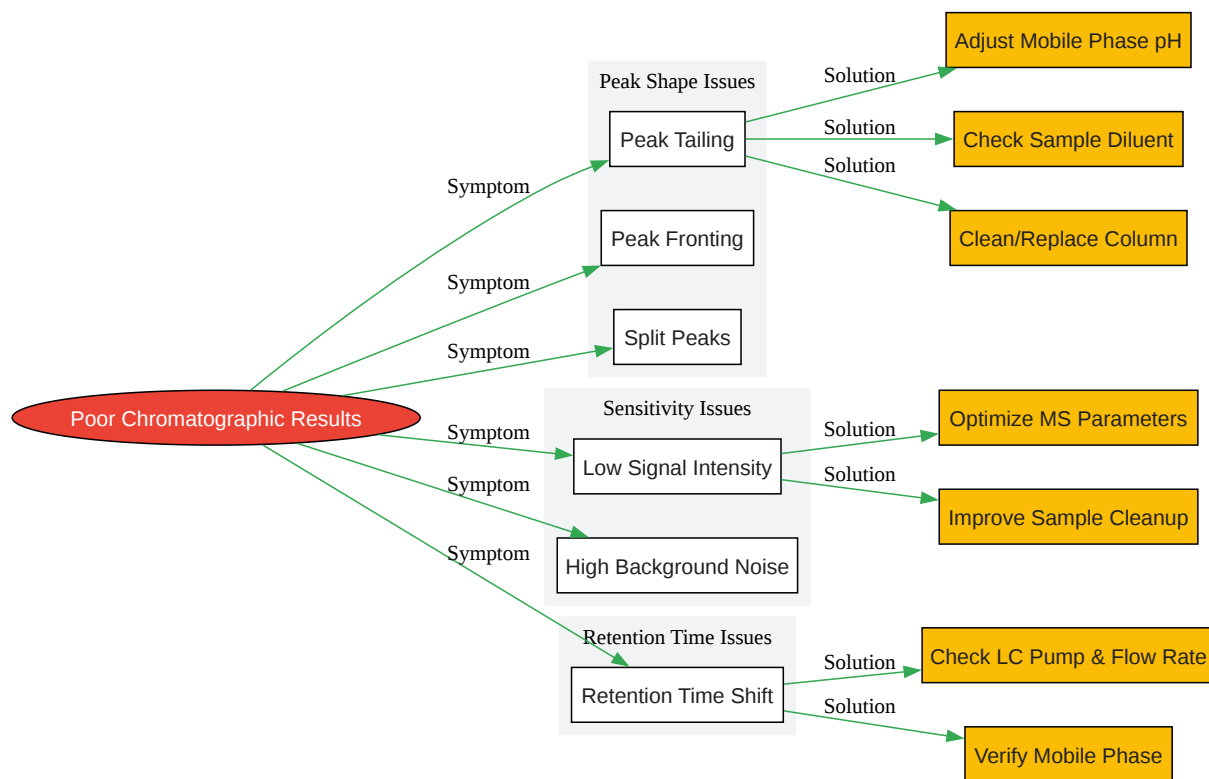 Poor Chromatographic Results
Symptom
Symptom
Symptom
Symptom
Symptom
Symptom
Peak Shape Issues
Peak Tailing
Peak Fronting
Split Peaks
Sensitivity Issues
Low Signal Intensity
High Background Noise
Retention Time Issues
Retention Time Shift
Solution
Solution
Solution
Solution
Solution
Solution
Solution
Adjust Mobile Phase pH
Check Sample Diluent
Clean/Replace Column
Optimize MS Parameters
Improve Sample Cleanup
Check LC Pump & Flow Rate
Verify Mobile Phase